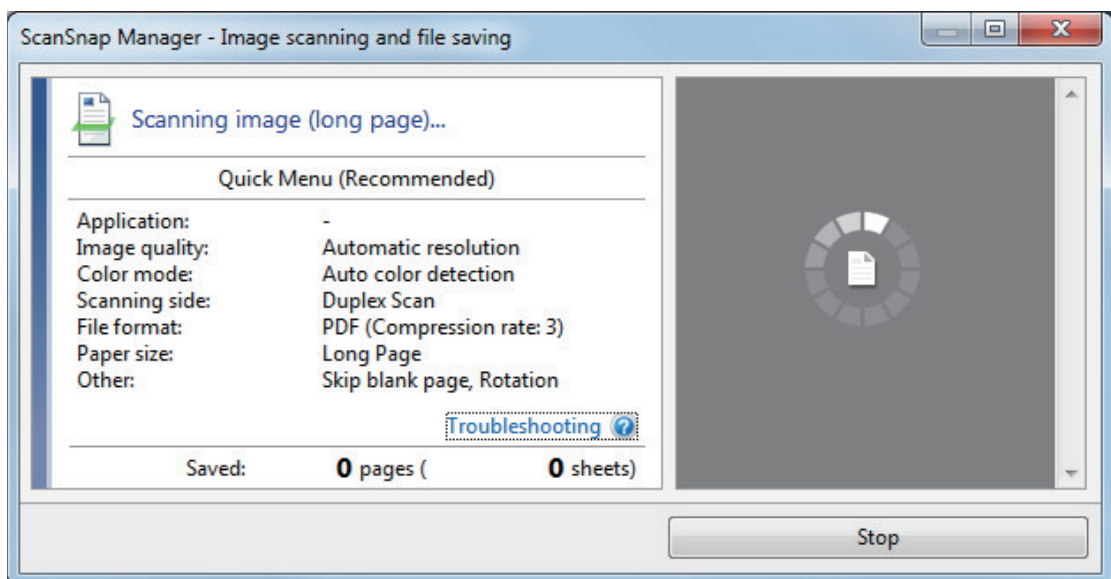 ScanSnap Manager - Image scanning and file saving
Scanning image (long page)...
Quick Menu (Recommended)
Application: -
Image quality: Automatic resolution
Color mode: Auto color detection
Scanning side: Duplex Scan
File format: PDF (Compression rate: 3)
Paper size: Long Page
Other: Skip blank page, Rotation
Troubleshooting
Saved: 0 pages ( 0 sheets)
Stop